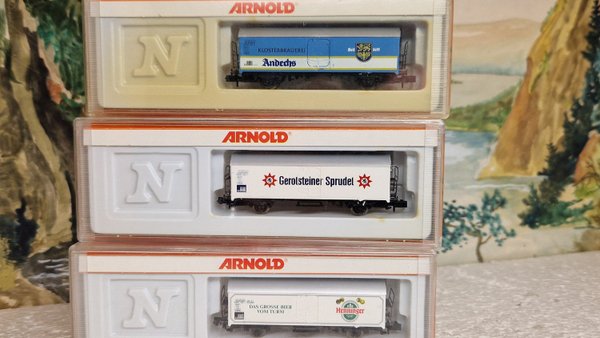 ARNOLD
N
KLOSTERBRAUEREI
Andechs
ARNOLD
N
Gerolsteiner Sprudel
ARNOLD
N
DAS GROSSE BIER
VOM TURM
Henninger